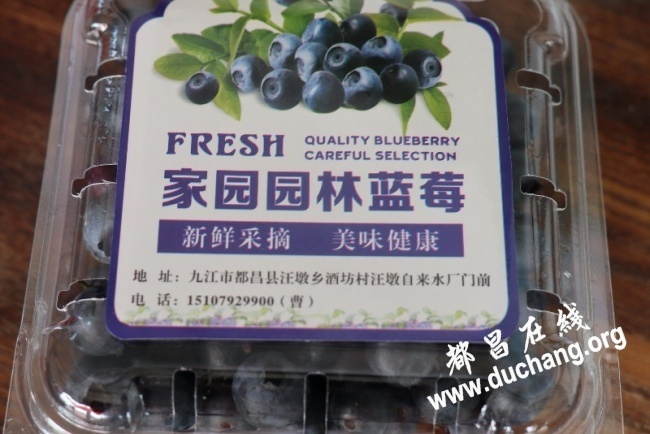 FRESH
QUALITY BLUEBERRY
CAREFUL SELECTION
家园园林蓝莓
新鲜采摘 美味健康
地 址:九江市都昌县汪墩乡酒坊村汪墩自来水厂门前
电 话:15107929900(曹)
都昌在线
www.duchang.org